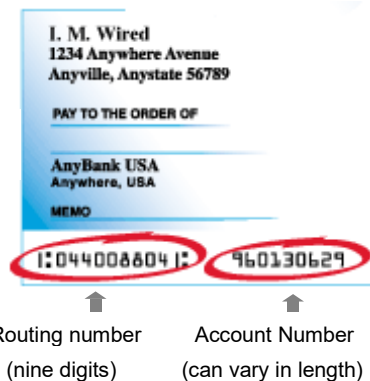 I. M. Wired
1234 Anywhere Avenue
Anyville, Anystate 56789
PAY TO THE ORDER OF
AnyBank USA
Anywhere, USA
MEMO
⑆044008804⑆ 960130629
Routing number Account Number
(nine digits) (can vary in length)